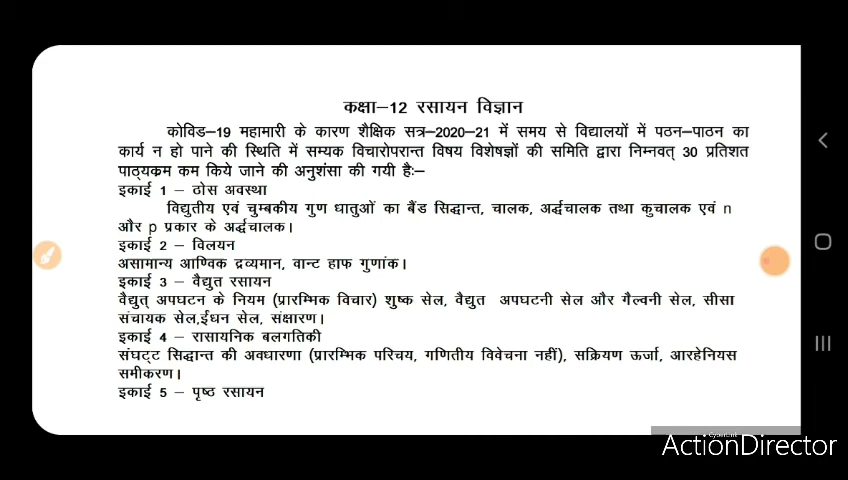 कक्षा–12 रसायन विज्ञान
कोविड–19 महामारी के कारण शैक्षिक सत्र–2020–21 में समय से विद्यालयों में पठन–पाठन का
कार्य न हो पाने की स्थिति में सम्यक विचारोपरान्त विषय विशेषज्ञों की समिति द्वारा निम्नवत् 30 प्रतिशत
पाठ्यक्रम कम किये जाने की अनुशंसा की गयी हैः–
इकाई 1 – ठोस अवस्था
विद्युतीय एवं चुम्बकीय गुण धातुओं का बैंड सिद्धान्त, चालक, अर्द्धचालक तथा कुचालक एवं n
और p प्रकार के अर्द्धचालक।
इकाई 2 – विलयन
असामान्य आण्विक द्रव्यमान, वान्ट हाफ गुणांक।
इकाई 3 – वैद्युत रसायन
वैद्युत् अपघटन के नियम (प्रारम्भिक विचार) शुष्क सेल, वैद्युत अपघटनी सेल और गैल्वनी सेल, सीसा
संचायक सेल,ईधन सेल, संक्षारण।
इकाई 4 – रासायनिक बलगतिकी
संघट्ट सिद्धान्त की अवधारणा (प्रारम्भिक परिचय, गणितीय विवेचना नहीं), सक्रियण ऊर्जा, आरहेनियस
समीकरण।
इकाई 5 – पृष्ठ रसायन
CyberLink
ActionDirector